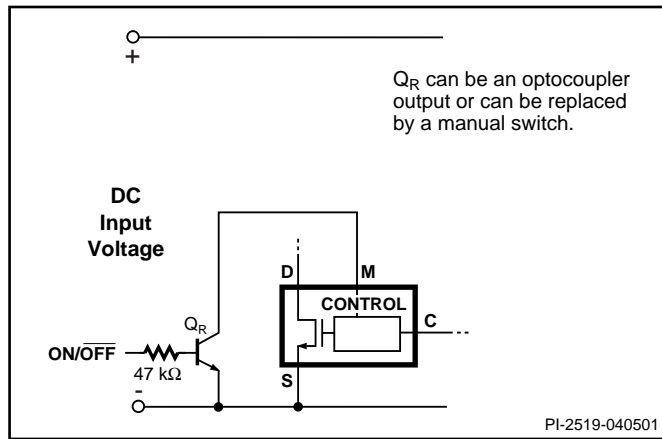 +
QR can be an optocoupler
output or can be replaced
by a manual switch.
DC
Input
Voltage
D
M
CONTROL
C
QR
ON/OFF
47 kΩ
S
-
PI-2519-040501